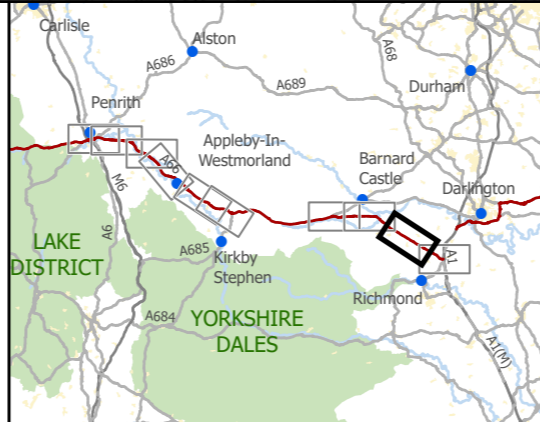 Carlisle
Alston
A686
A68
A689
Durham
Penrith
Appleby-In-
Westmorland
A66
Barnard
Castle
Darlington
M6
A6
LAKE
DISTRICT
A685
Kirkby
Stephen
A1
Richmond
A684
YORKSHIRE
DALES
A1(M)